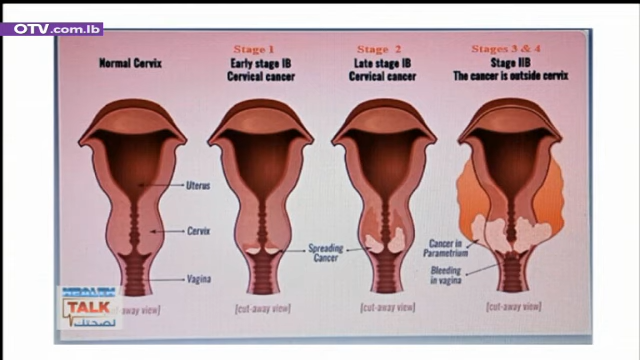 OTV.com.lb
Normal Cervix
Stage 1
Early stage IB
Cervical cancer
Stage 2
Late stage IB
Cervical cancer
Stages 3 & 4
Stage IIB
The cancer is outside cervix
Uterus
Cervix
Vagina
Spreading
Cancer
Cancer in
Parametrium
Bleeding
in vagina
[cut-away view]
[cut-away view]
[cut-away view]
TALK
لصحتك